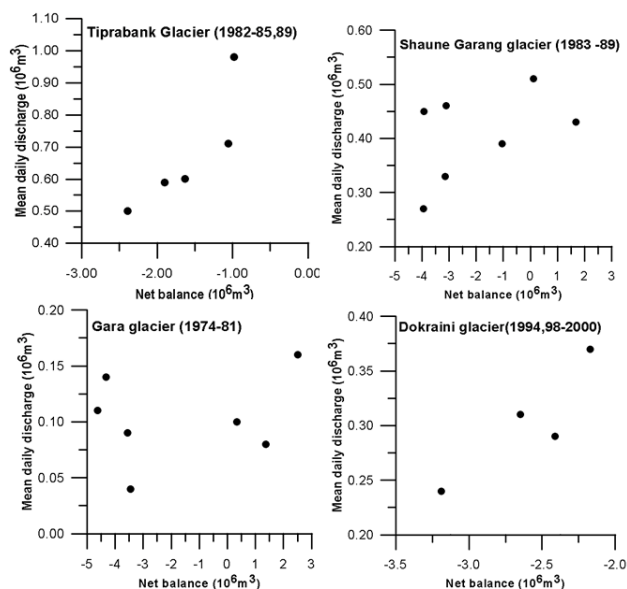 Tiprabank Glacier (1982-85,89)
Mean daily discharge (10⁶m³)
1.00
0.90
0.80
0.70
0.60
0.50
0.40
-3.00 -2.00 -1.00 0.00
Net balance (10⁶m³)
Shaune Garang glacier (1983 -89)
Mean daily discharge (10⁶m³)
0.60
0.50
0.40
0.30
0.20
-5 -4 -3 -2 -1 0 1 2 3
Net balance (10⁶m³)
Gara glacier (1974-81)
Mean daily discharge (10⁶m³)
0.20
0.15
0.10
0.05
0.00
-5 -4 -3 -2 -1 0 1 2 3
Net balance (10⁶m³)
Dokraini glacier(1994,98-2000)
Mean daily discharge (10⁶m³)
0.40
0.35
0.30
0.25
0.20
-3.5 -3.0 -2.5 -2.0
Net balance (10⁶m³)